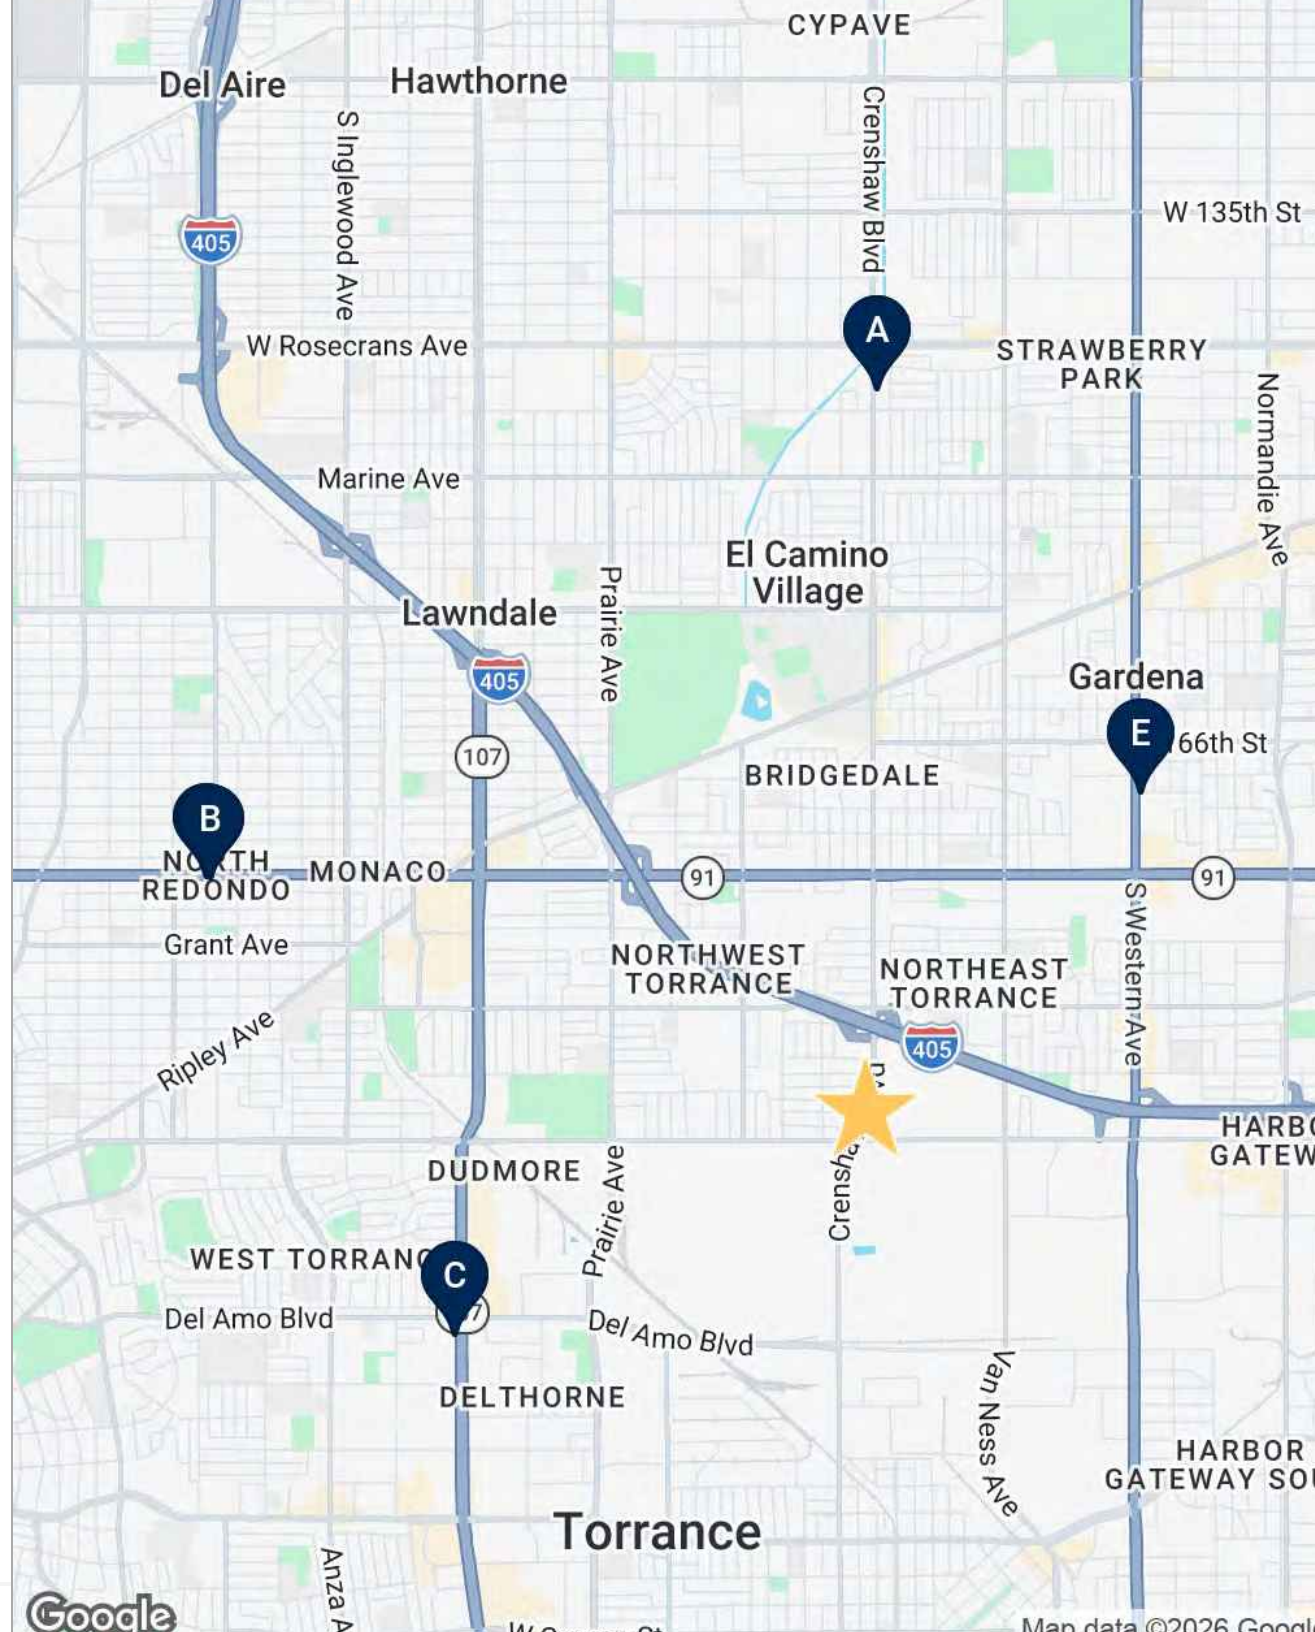 CYPAVE
Del Aire
Hawthorne
S Inglewood Ave
Crenshaw Blvd
W 135th St
405
A
W Rosecrans Ave
STRAWBERRY
PARK
Normandie Ave
Marine Ave
El Camino
Village
Prairie Ave
Lawndale
405
Gardena
E
66th St
107
BRIDGEDALE
B
NORTH
REDONDO
MONACO
91
91
S Western Ave
Grant Ave
NORTHWEST
TORRANCE
NORTHEAST
TORRANCE
Ripley Ave
405
HARBO
GATEW
DUDMORE
Prairie Ave
Crensha
WEST TORRANC
C
Del Amo Blvd
Del Amo Blvd
Van Ness Ave
DELTHORNE
HARBOR
GATEWAY SOU
Torrance
Anza A
Google
Map data ©2026 Google